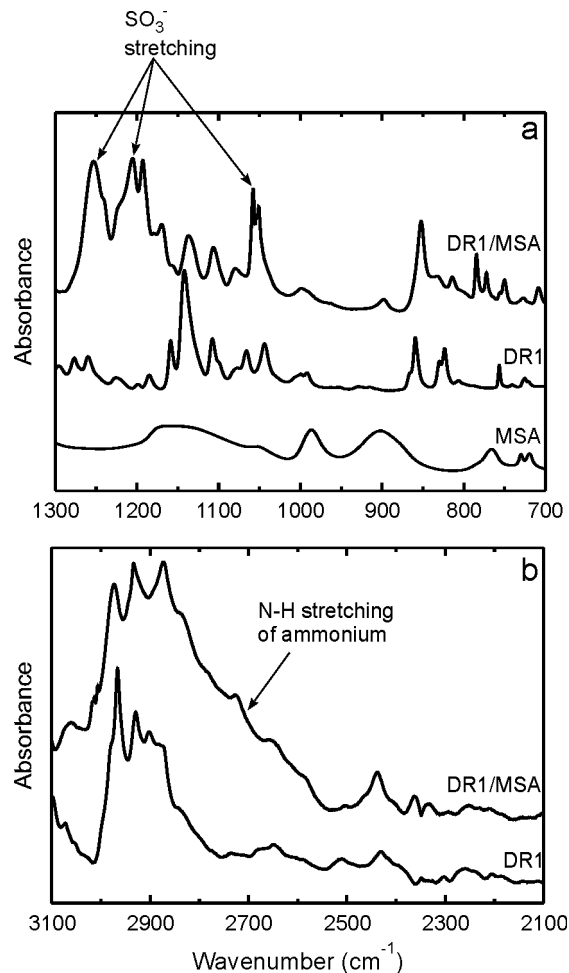 SO₃⁻
stretching
a
DR1/MSA
DR1
MSA
Absorbance
1300 1200 1100 1000 900 800 700
b
N-H stretching
of ammonium
DR1/MSA
DR1
Absorbance
3100 2900 2700 2500 2300 2100
Wavenumber (cm⁻¹)